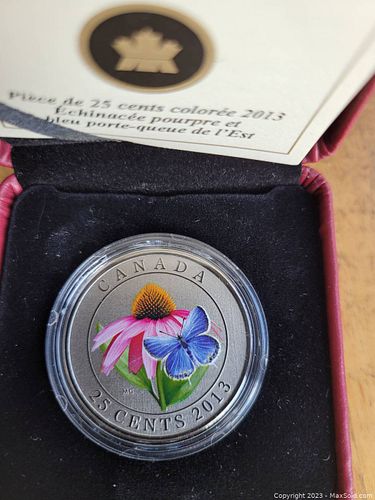 Pièce de 25 cents colorée 2013
Échinacée pourpre et
bleu porte-queue de l'Est
CANADA
25 CENTS 2013
Copyright 2023 - MaxSold.com